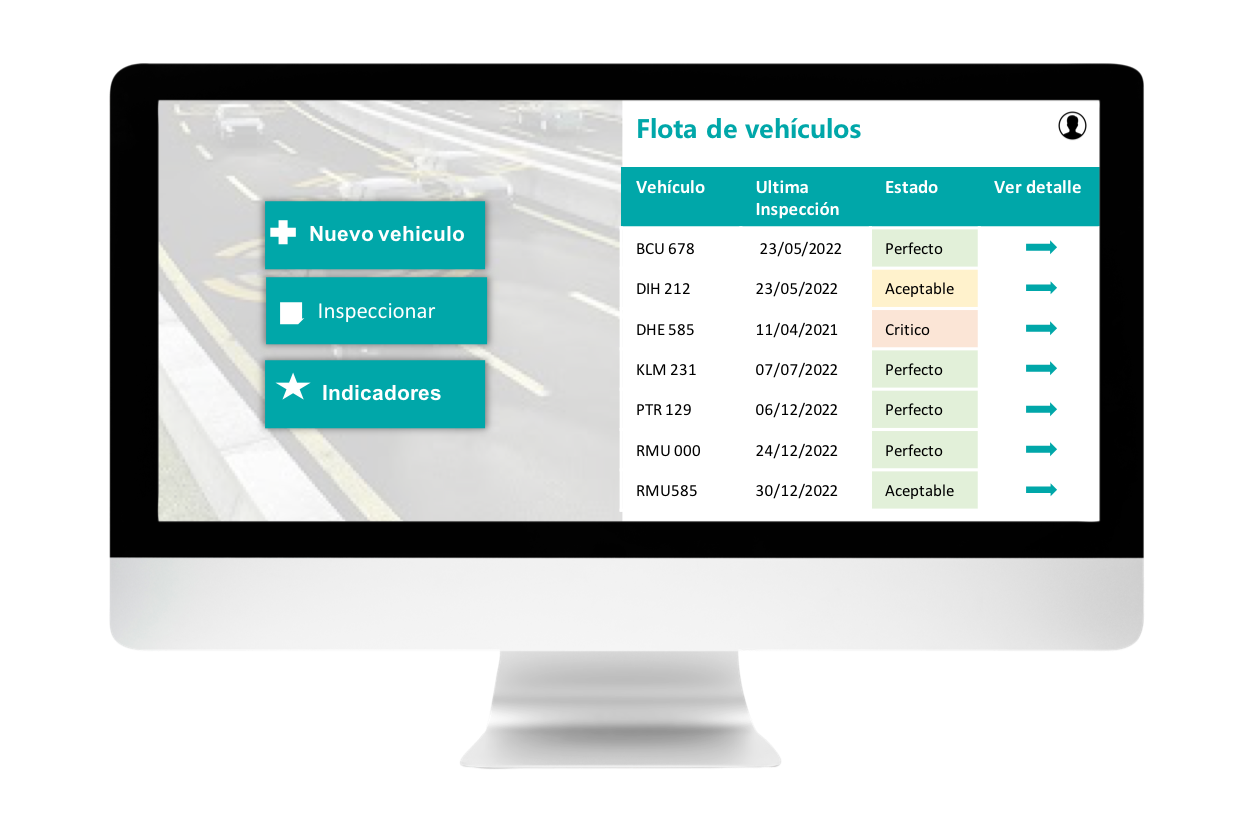 Nuevo vehiculo
Inspeccionar
Indicadores
Flota de vehículos
Vehículo Ultima Inspección Estado Ver detalle
BCU 678 23/05/2022 Perfecto
DIH 212 23/05/2022 Aceptable
DHE 585 11/04/2021 Critico
KLM 231 07/07/2022 Perfecto
PTR 129 06/12/2022 Perfecto
RMU 000 24/12/2022 Perfecto
RMU585 30/12/2022 Aceptable